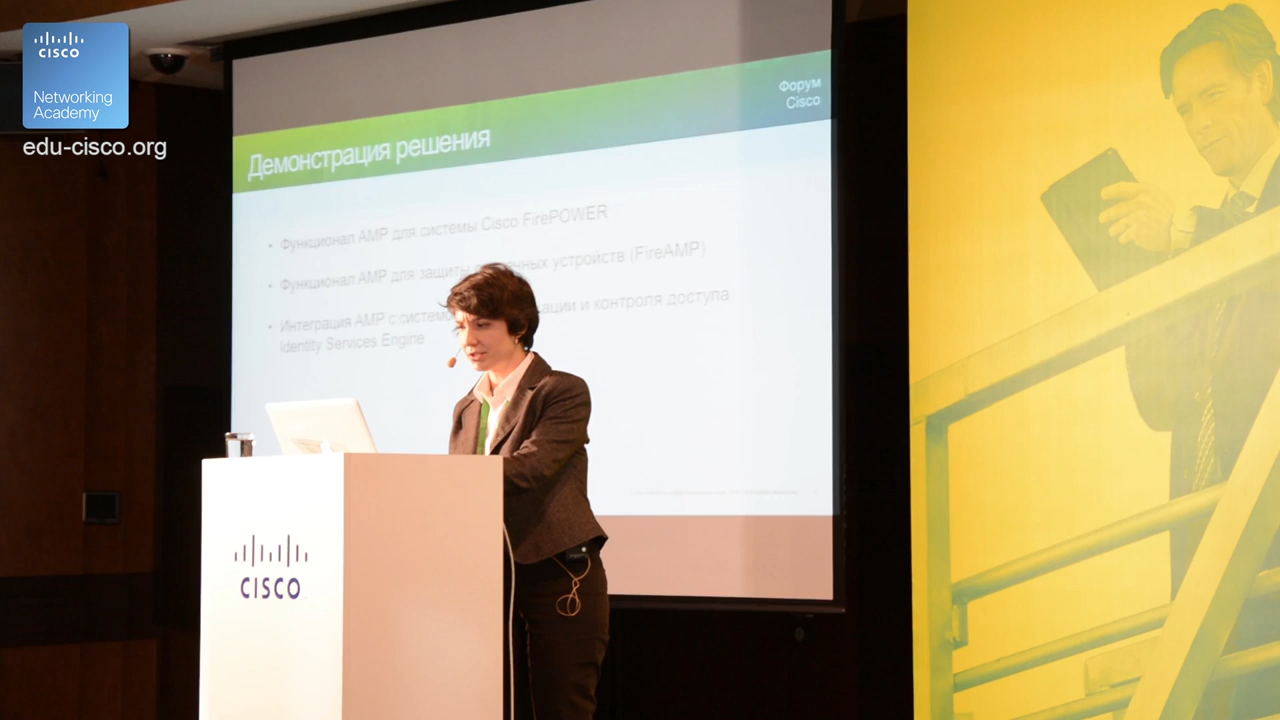 CISCO
Networking
Academy
edu-cisco.org
Форум
Cisco
Демонстрация решения
• Функционал AMP для системы Cisco FirePOWER
• Функционал AMP для защиты устройств (FireAMP)
• Интеграция AMP с и контроля доступа
Identity Services Engine
CISCO